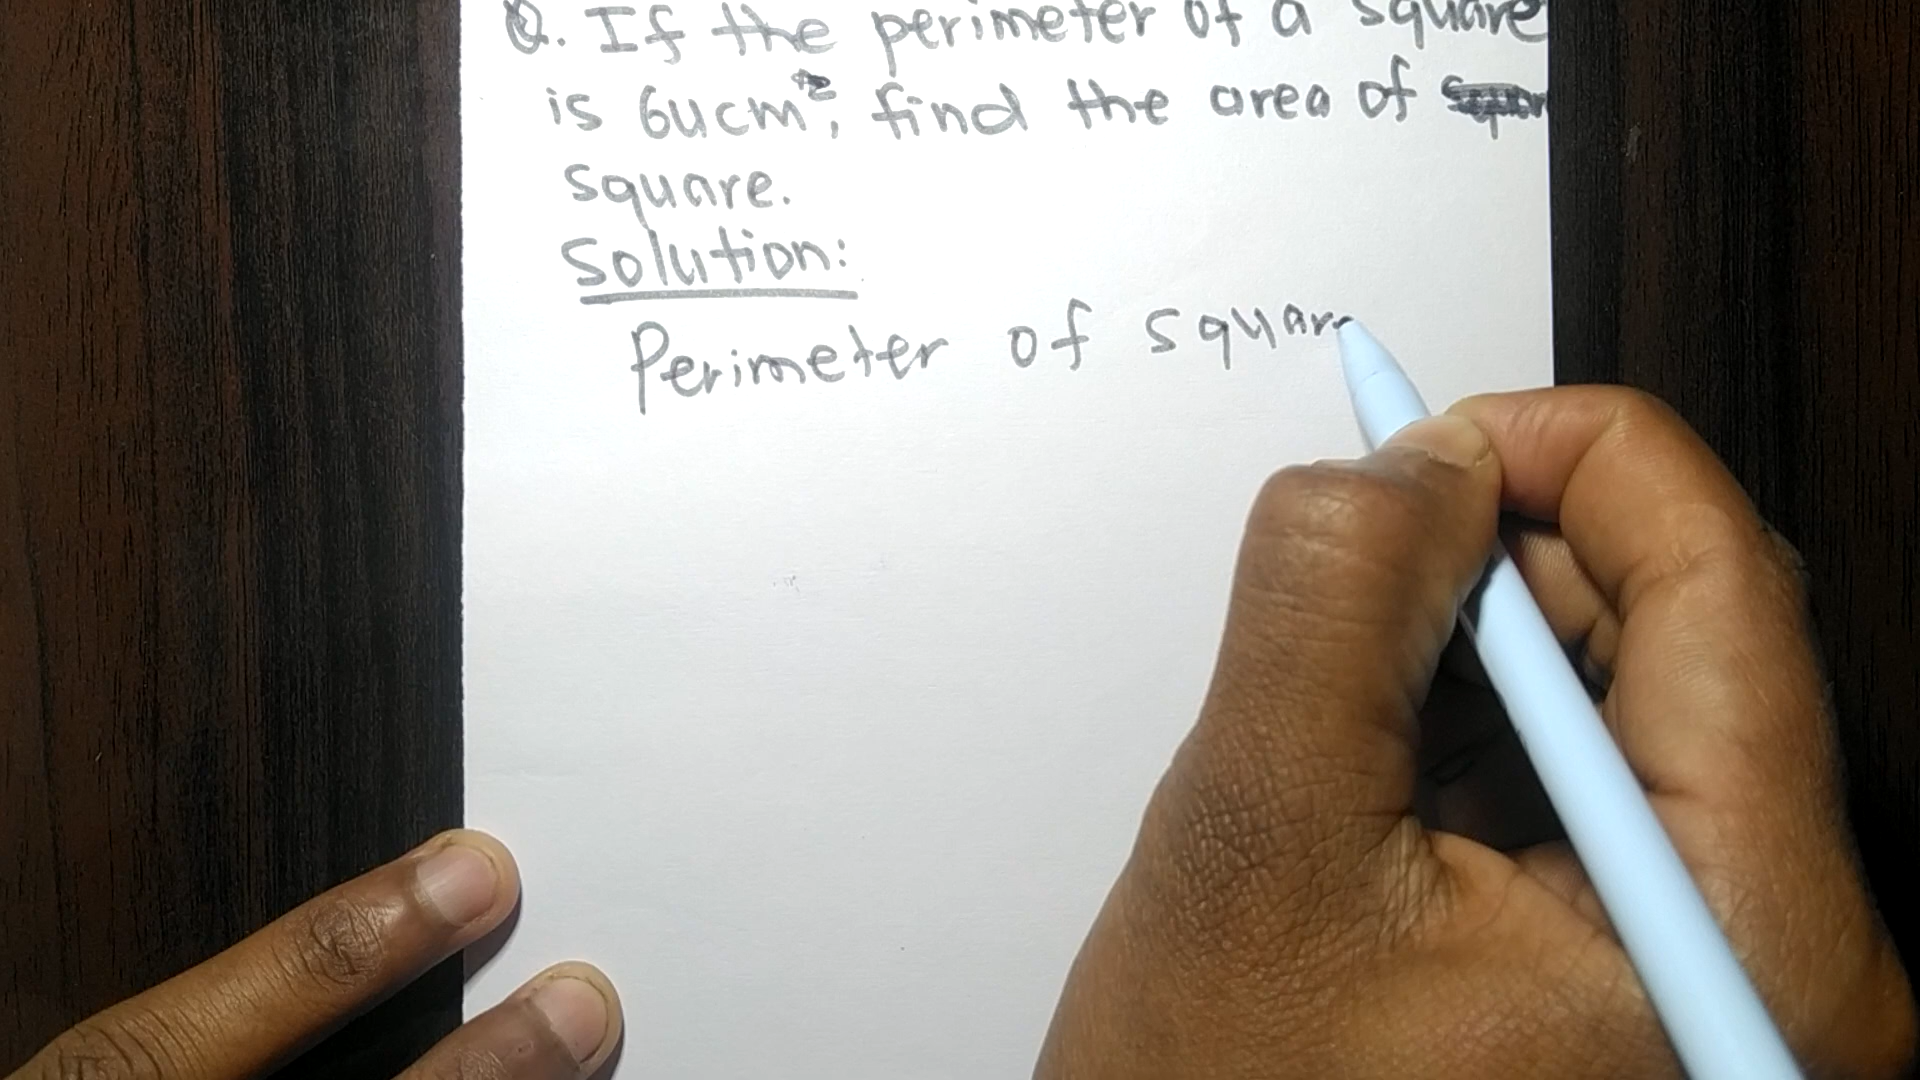 Q. If the perimeter of a square
is 64cm², find the area of
square.
Solution:
Perimeter of squar